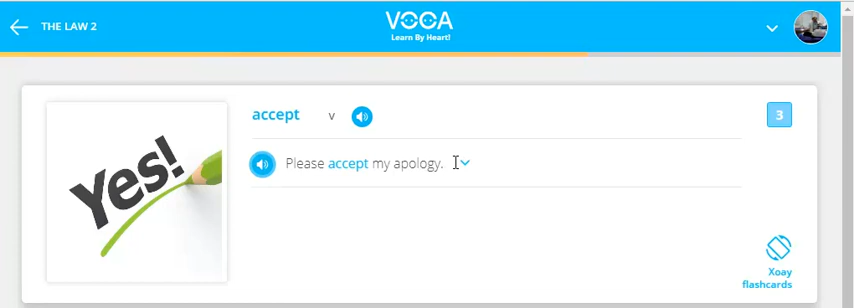 THE LAW 2
VOCA
Learn By Heart!
Yes!
accept v
3
Please accept my apology.
Xoay
flashcards